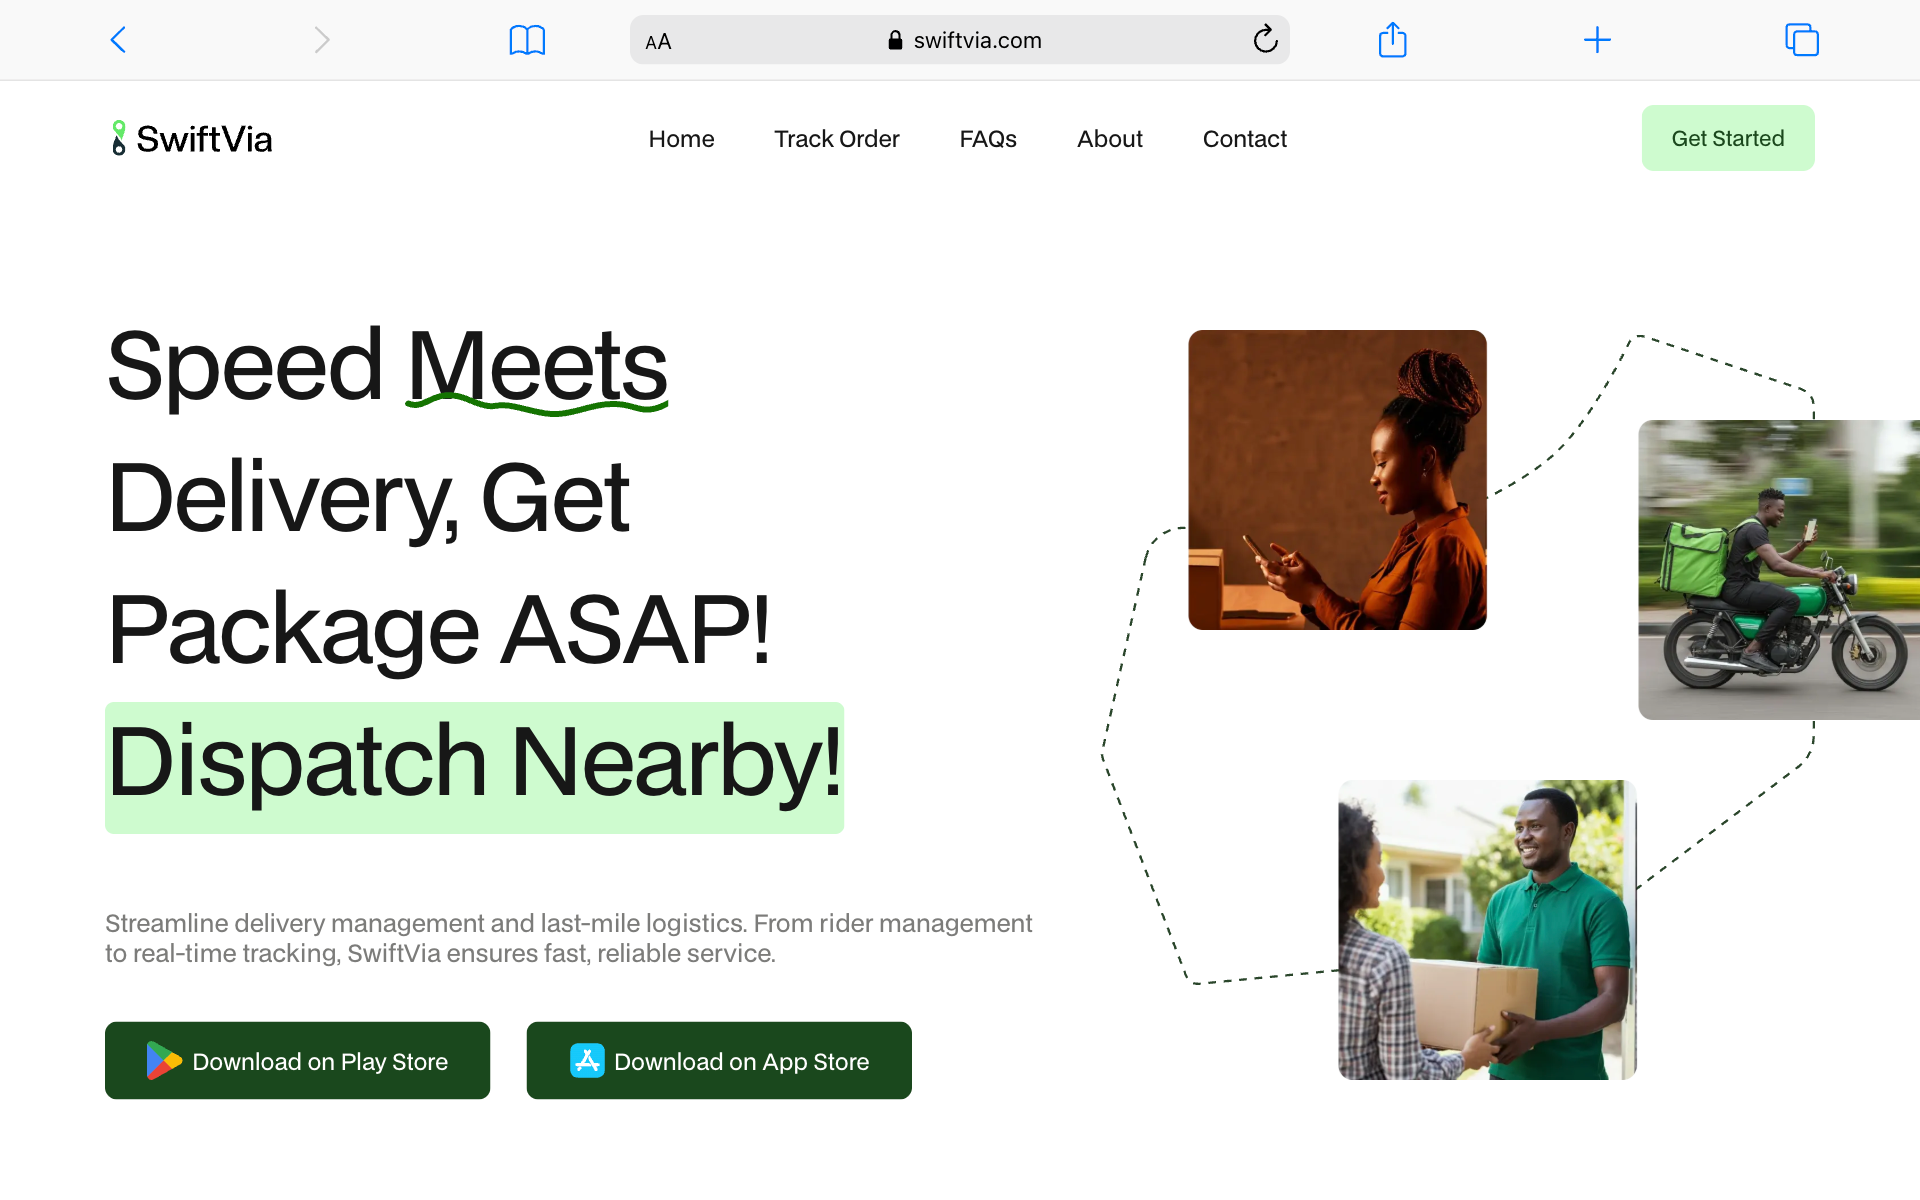 AA
swiftvia.com
SwiftVia
Home
Track Order
FAQs
About
Contact
Get Started
Speed Meets
Delivery, Get
Package ASAP!
Dispatch Nearby!
Streamline delivery management and last-mile logistics. From rider management
to real-time tracking, SwiftVia ensures fast, reliable service.
Download on Play Store
Download on App Store